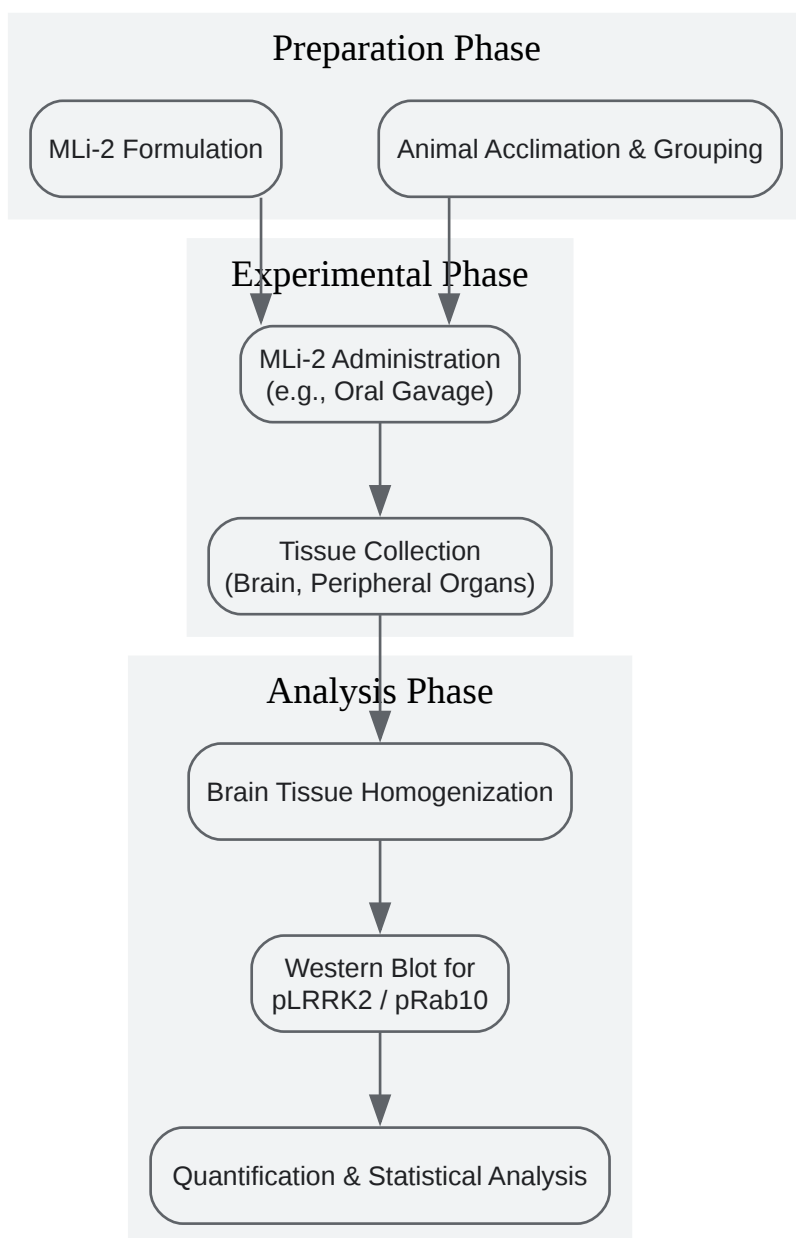 Preparation Phase
MLi-2 Formulation
Animal Acclimation & Grouping
Experimental Phase
MLi-2 Administration
(e.g., Oral Gavage)
Tissue Collection
(Brain, Peripheral Organs)
Analysis Phase
Brain Tissue Homogenization
Western Blot for
pLRRK2 / pRab10
Quantification & Statistical Analysis